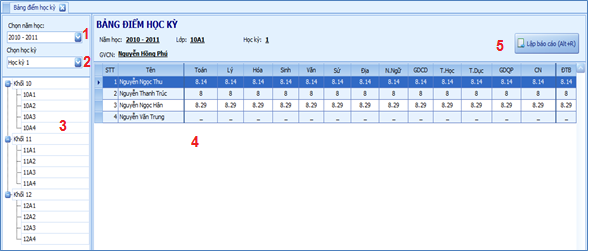 Bảng điểm học kỳ
Chọn năm học:
2010 - 2011 1
Chọn học kỳ
Học kỳ 1 2
Khối 10
10A1
10A2
10A3
10A4
3
Khối 11
11A1
11A2
11A3
11A4
Khối 12
12A1
12A2
12A3
12A4
BẢNG ĐIỂM HỌC KỲ
Năm học: 2010 - 2011 Lớp: 10A1 Học kỳ: 1
GVCN: Nguyễn Hồng Phú
5 Lập báo cáo (Alt+R)
STT Tên Toán Lý Hóa Sinh Văn Sử Địa N.Ngữ GDCD T.Học T.Dục GDQP CN ĐTB
1 Nguyễn Ngọc Thu 8.14 8.14 8.14 8.14 8.14 8.14 8.14 8.14 8.14 8.14 8.14 8.14 8.14 8.14
2 Nguyễn Thanh Trúc 8 8 8 8 8 8 8 8 8 8 8 8 8 8
3 Nguyễn Ngọc Hân 8.29 8.29 8.29 8.29 8.29 8.29 8.29 8.29 8.29 8.29 8.29 8.29 8.29 8.29
4 Nguyễn Văn Trung _ _ _ _ _ _ _ _ _ _ _ _ _ _
4